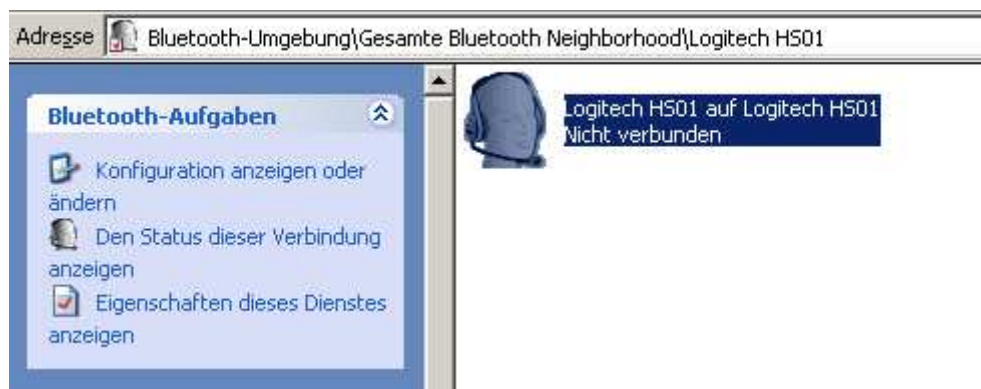 Adresse Bluetooth-Umgebung\Gesamte Bluetooth Neighborhood\Logitech HS01
Bluetooth-Aufgaben
Konfiguration anzeigen oder
ändern
Den Status dieser Verbindung
anzeigen
Eigenschaften dieses Dienstes
anzeigen
Logitech HS01 auf Logitech HS01
Nicht verbunden